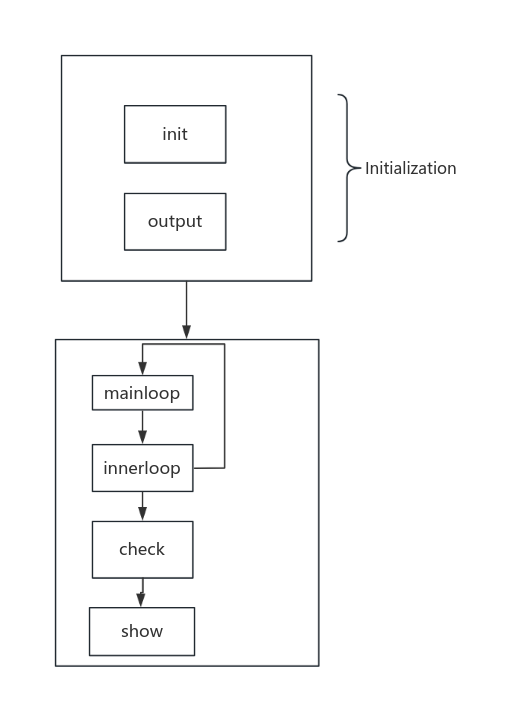 init
output
Initialization
mainloop
innerloop
check
show